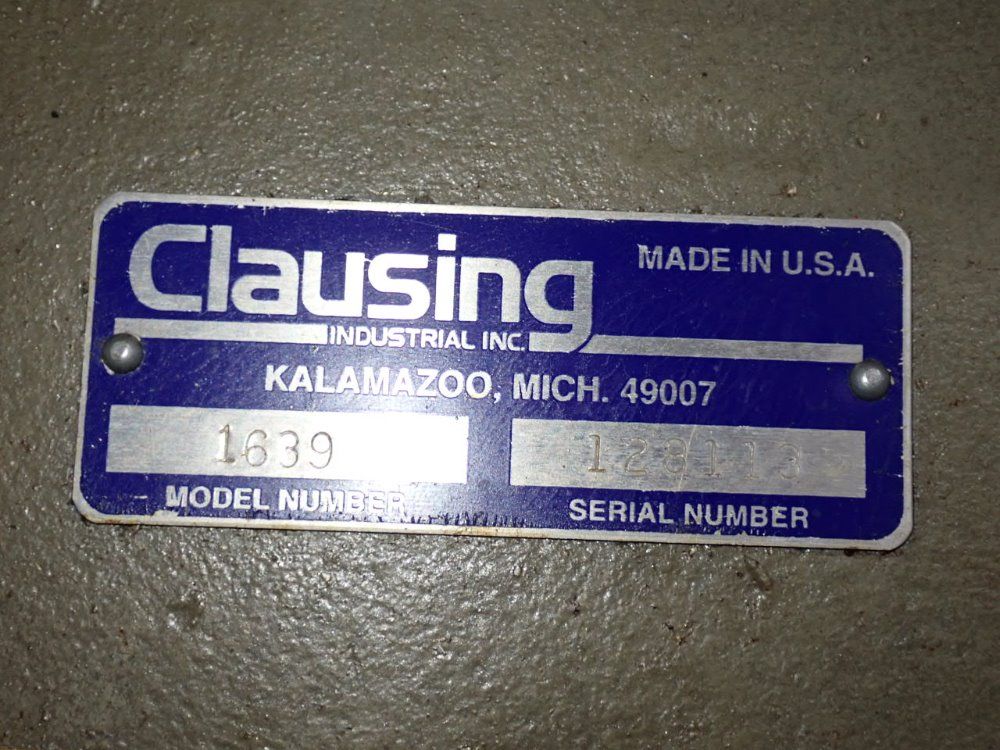 Clausing
INDUSTRIAL INC.
MADE IN U.S.A.
KALAMAZOO, MICH. 49007
1639
MODEL NUMBER
128113
SERIAL NUMBER